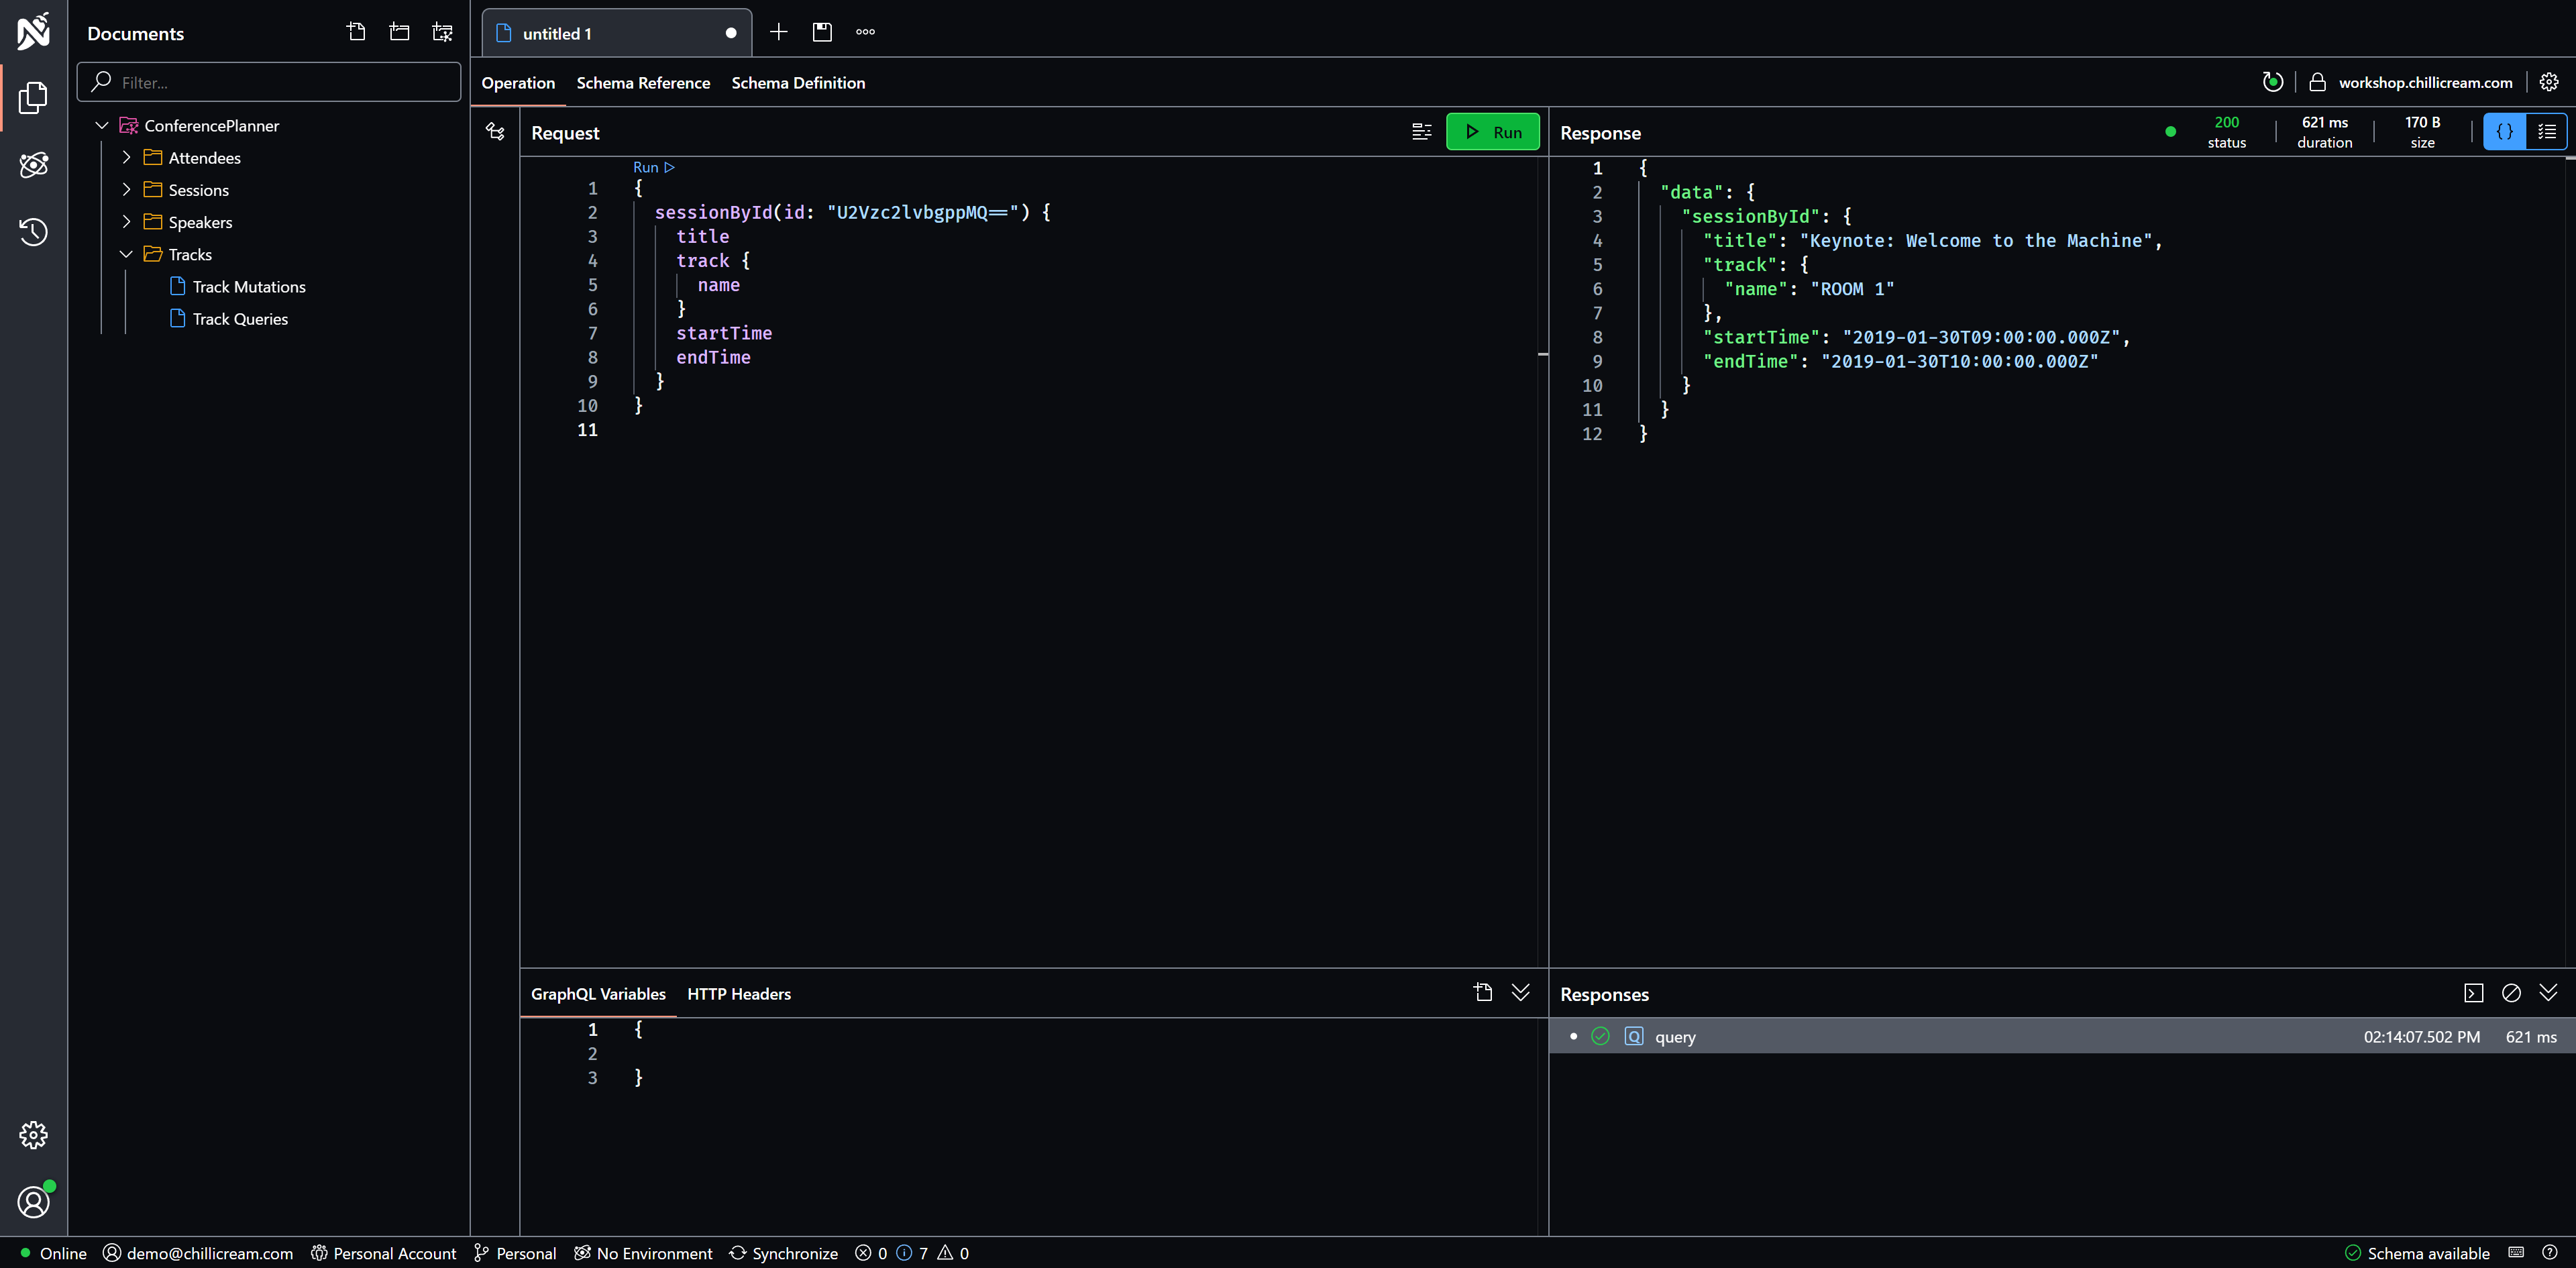 Documents
Filter...
ConferencePlanner
Attendees
Sessions
Speakers
Tracks
Track Mutations
Track Queries
untitled 1
Operation Schema Reference Schema Definition
workshop.chillicream.com
Request
Run
Run
1 {
2 sessionById(id: "U2Vzc2lvbgppMQ==") {
3 title
4 track {
5 name
6 }
7 startTime
8 endTime
9 }
10 }
11
GraphQL Variables HTTP Headers
1 {
2
3 }
Response
200 status
621 ms duration
170 B size
{ }
1 {
2 "data": {
3 "sessionById": {
4 "title": "Keynote: Welcome to the Machine",
5 "track": {
6 "name": "ROOM 1"
7 },
8 "startTime": "2019-01-30T09:00:00.000Z",
9 "endTime": "2019-01-30T10:00:00.000Z"
10 }
11 }
12 }
Responses
Q query 02:14:07.502 PM 621 ms
Online demo@chillicream.com Personal Account Personal No Environment Synchronize 0 7 0 Schema available